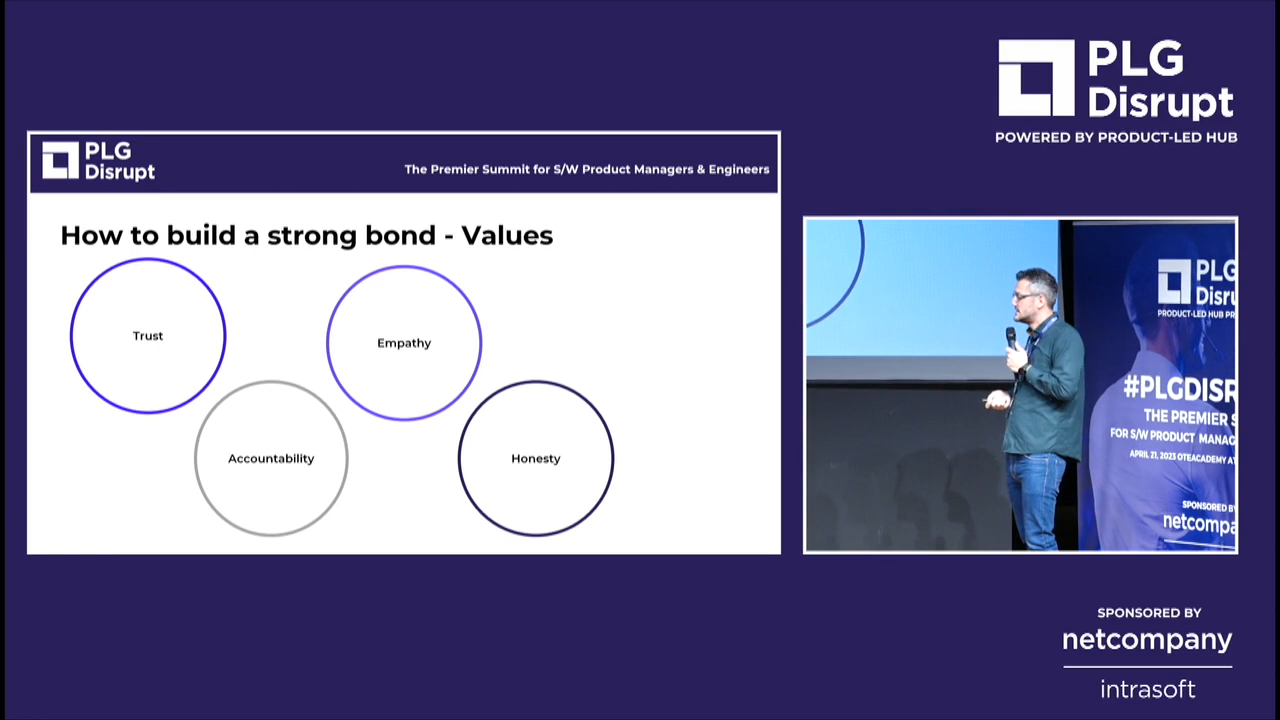 PLG
Disrupt
The Premier Summit for S/W Product Managers & Engineers
How to build a strong bond - Values
Trust
Empathy
Accountability
Honesty
PLG
Disrupt
POWERED BY PRODUCT-LED HUB
PLG
Disru
PRODUCT-LED HUB PR
#PLGDISR
THE PREMIER S
FOR S/W PRODUCT MANAG
APRIL 21, 2023 OTEACADEMY AT
SPONSORED BY
netcompa
SPONSORED BY
netcompany
intrasoft